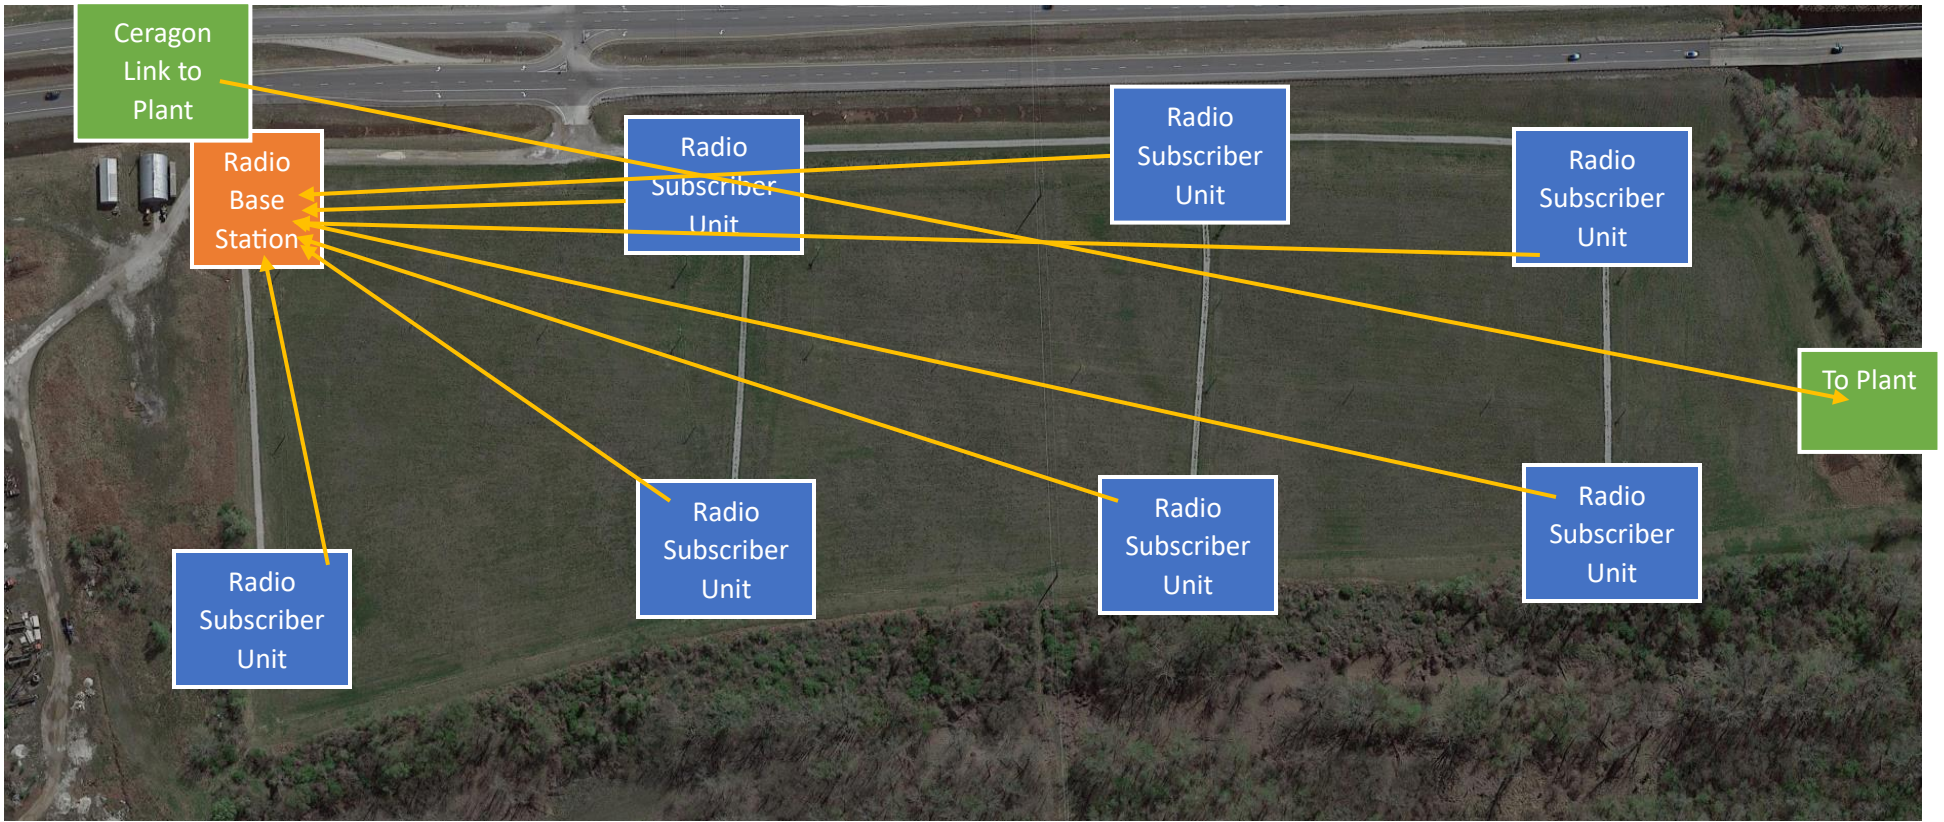 Ceragon
Link to
Plant
Radio
Base
Station
Radio
Subscriber
Unit
Radio
Subscriber
Unit
Radio
Subscriber
Unit
To Plant
Radio
Subscriber
Unit
Radio
Subscriber
Unit
Radio
Subscriber
Unit
Radio
Subscriber
Unit